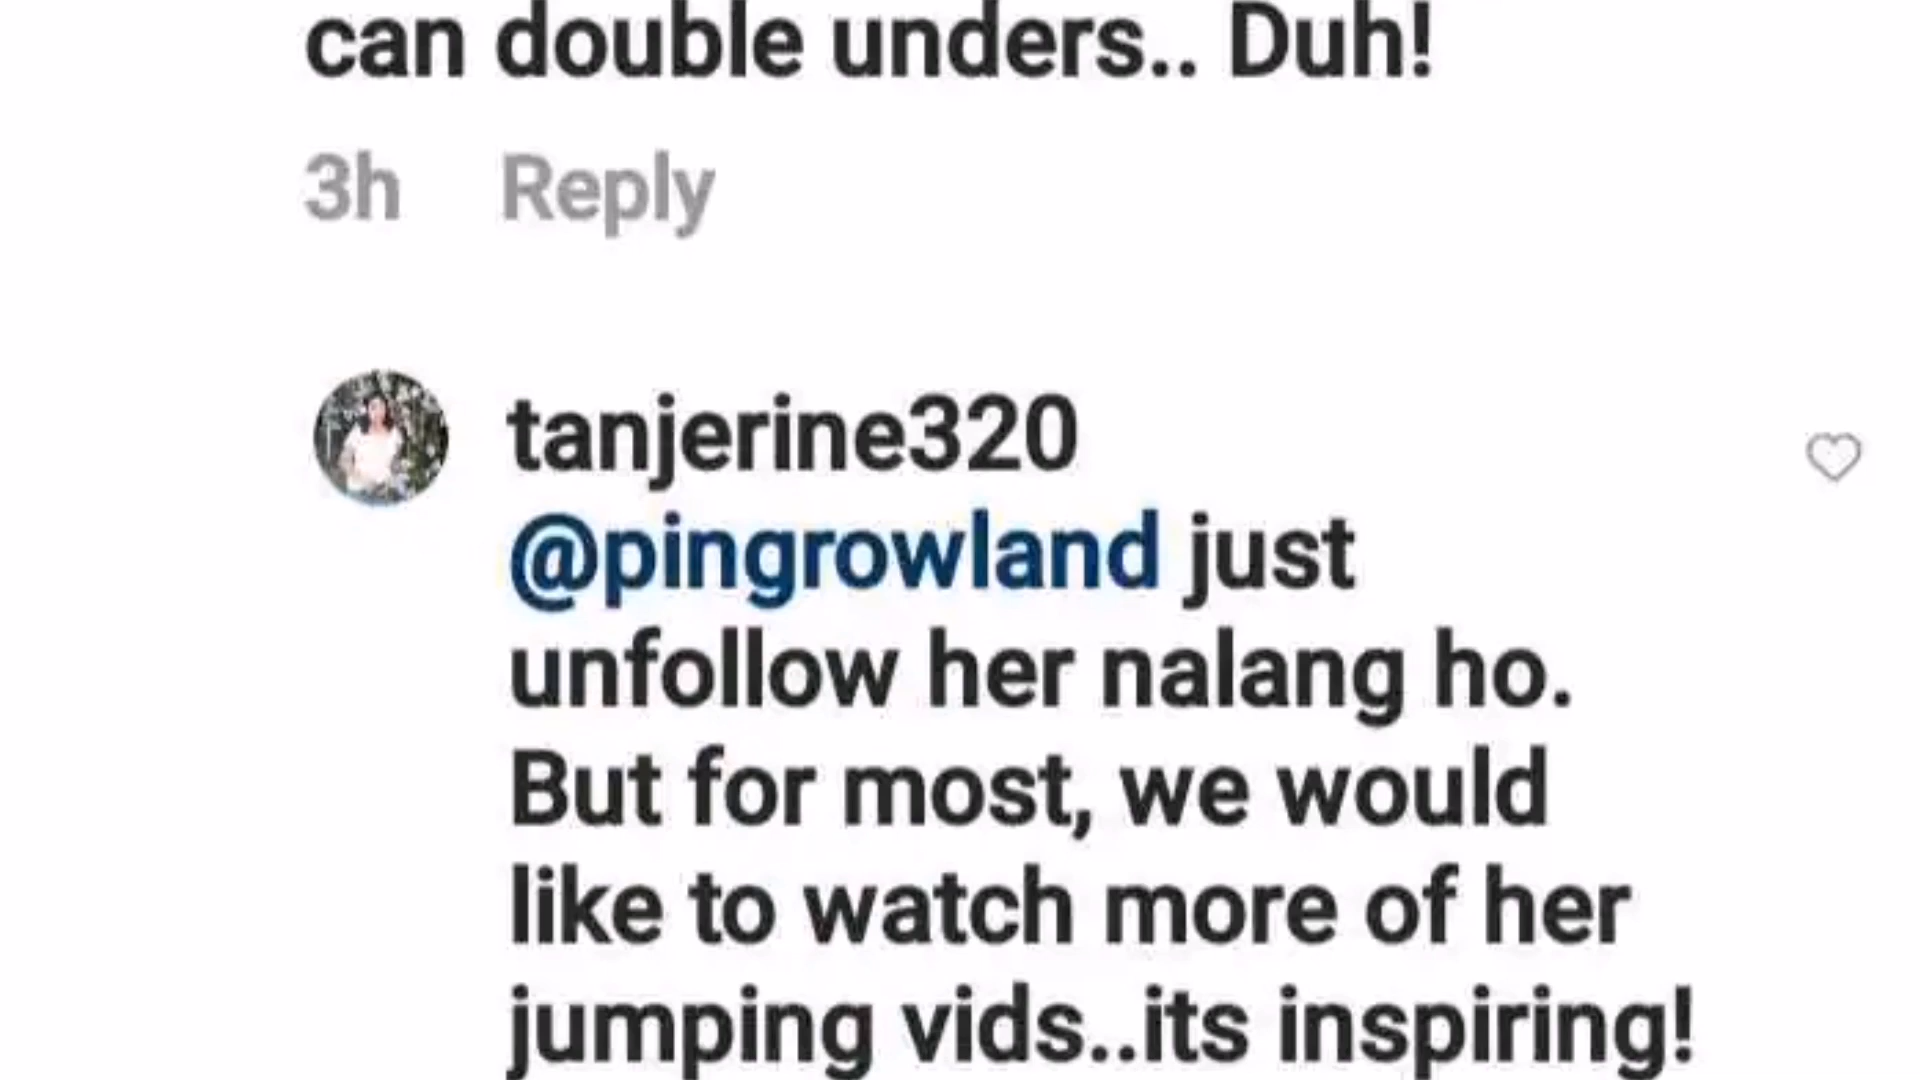 can double unders.. Duh!
3h Reply
tanjerine320
@pingrowland just
unfollow her nalang ho.
But for most, we would
like to watch more of her
jumping vids..its inspiring!